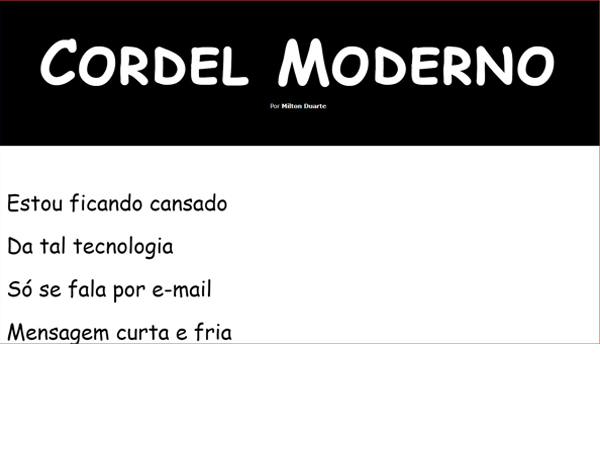 Cordel Moderno
Por Milton Duarte
Estou ficando cansado
Da tal tecnologia
Só se fala por e-mail
Mensagem curta e fria